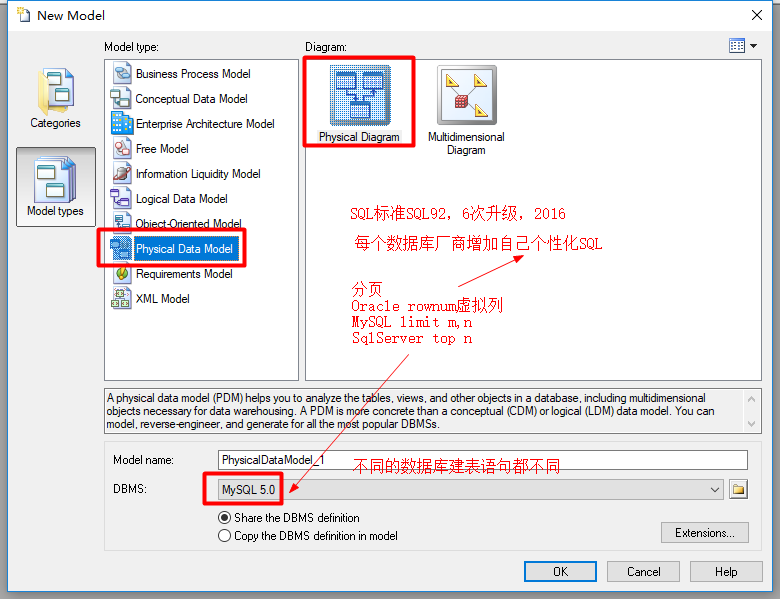 New Model
Model type:
Diagram:
Categories
Model types
Business Process Model
Conceptual Data Model
Enterprise Architecture Model
Free Model
Information Liquidity Model
Logical Data Model
Object-Oriented Model
Physical Data Model
Requirements Model
XML Model
Physical Diagram
Multidimensional
Diagram
SQL标准SQL92，6次升级，2016
每个数据库厂商增加自己个性化SQL
分页
Oracle rownum虚拟列
MySQL limit m,n
SqlServer top n
A physical data model (PDM) helps you to analyze the tables, views, and other objects in a database, including multidimensional
objects necessary for data warehousing. A PDM is more concrete than a conceptual (CDM) or logical (LDM) data model. You can
model, reverse-engineer, and generate for all the most popular DBMSs.
Model name:
PhysicalDataModel_1
不同的数据库建表语句都不同
DBMS:
MySQL 5.0
Share the DBMS definition
Copy the DBMS definition in model
Extensions...
OK
Cancel
Help